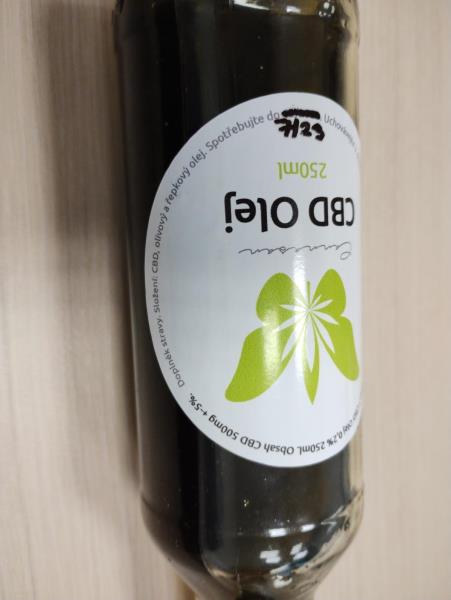 CBD Olej
250ml
CBD Olej 0,2% 250ml. Obsah CBD 500mg +-5%. Doplněk stravy. Složení: CBD, olivový a řepkový olej. Spotřebujte do